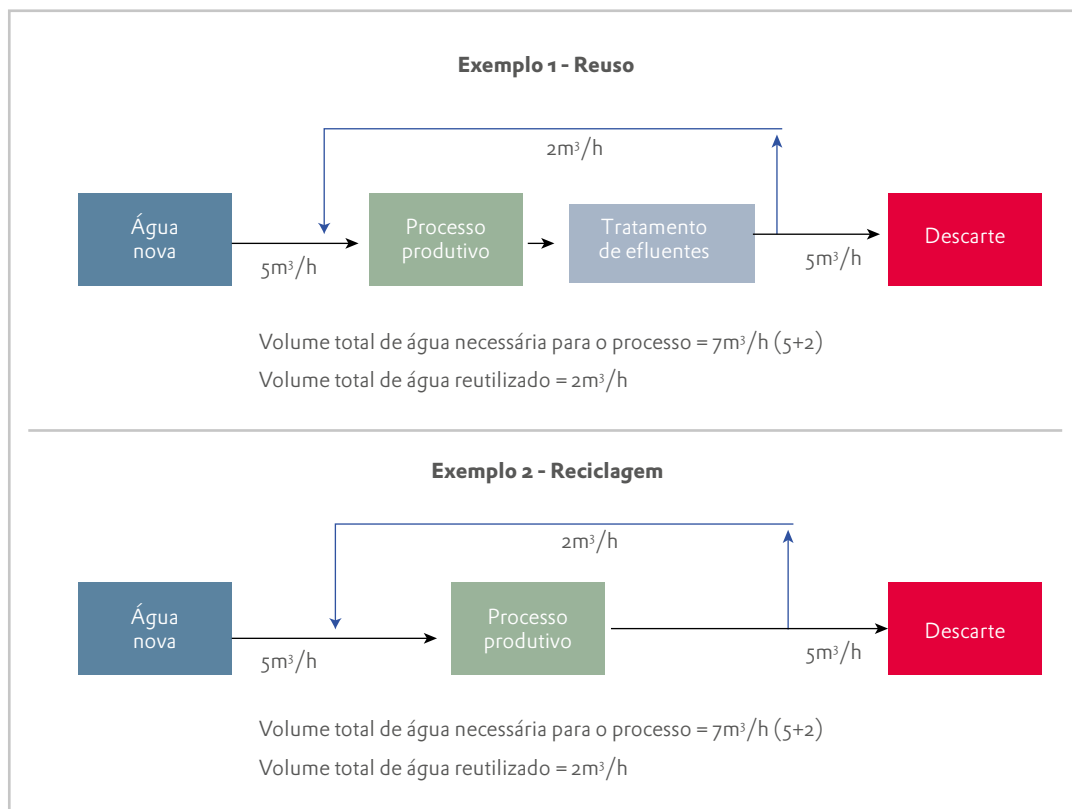 Exemplo 1 - Reuso
2m³/h
Água
nova
5m³/h
Processo
produtivo
Tratamento
de efluentes
5m³/h
Descarte
Volume total de água necessária para o processo = 7m³/h (5+2)
Volume total de água reutilizado = 2m³/h
Exemplo 2 - Reciclagem
2m³/h
Água
nova
5m³/h
Processo
produtivo
5m³/h
Descarte
Volume total de água necessária para o processo = 7m³/h (5+2)
Volume total de água reutilizado = 2m³/h